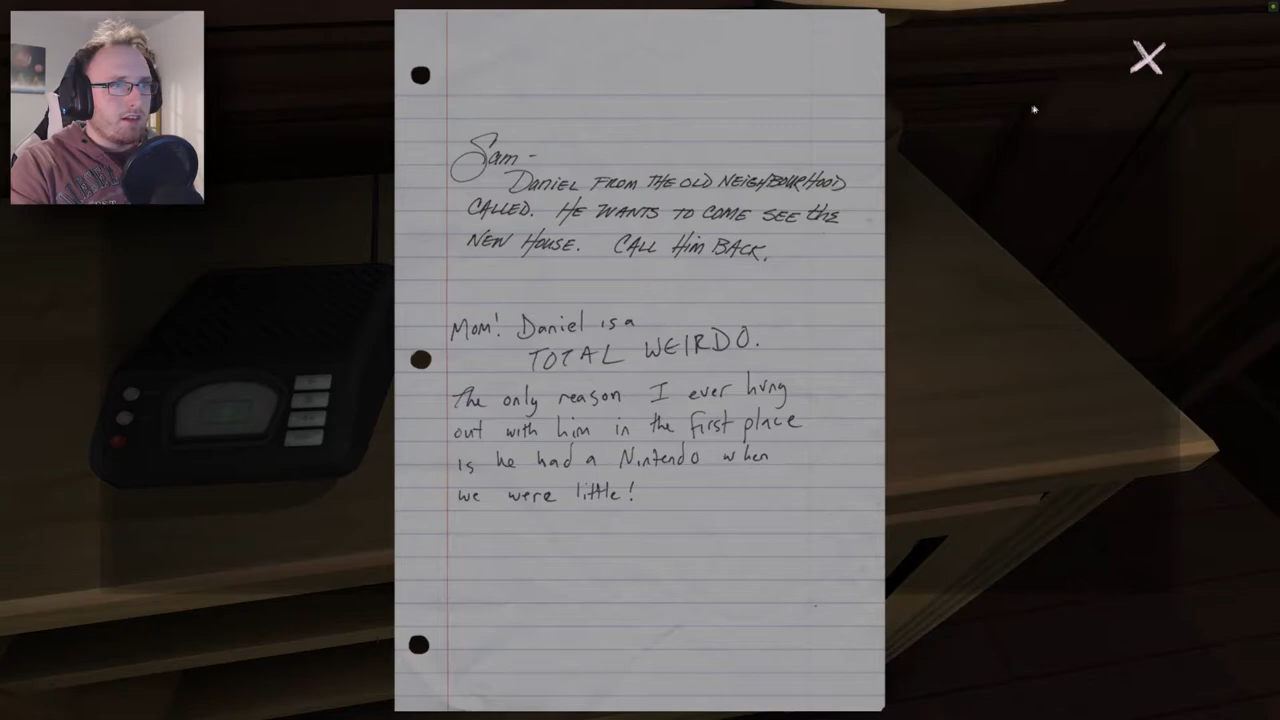 Sam-
DANIEL FROM THE OLD NEIGHBOURHOOD
CALLED. HE WANTS TO COME SEE the
NEW HOUSE. CALL HIM BACK.
Mom! Daniel is a
TOTAL WEIRDO.
The only reason I ever hung
out with him in the first place
is he had a Nintendo when
we were little!